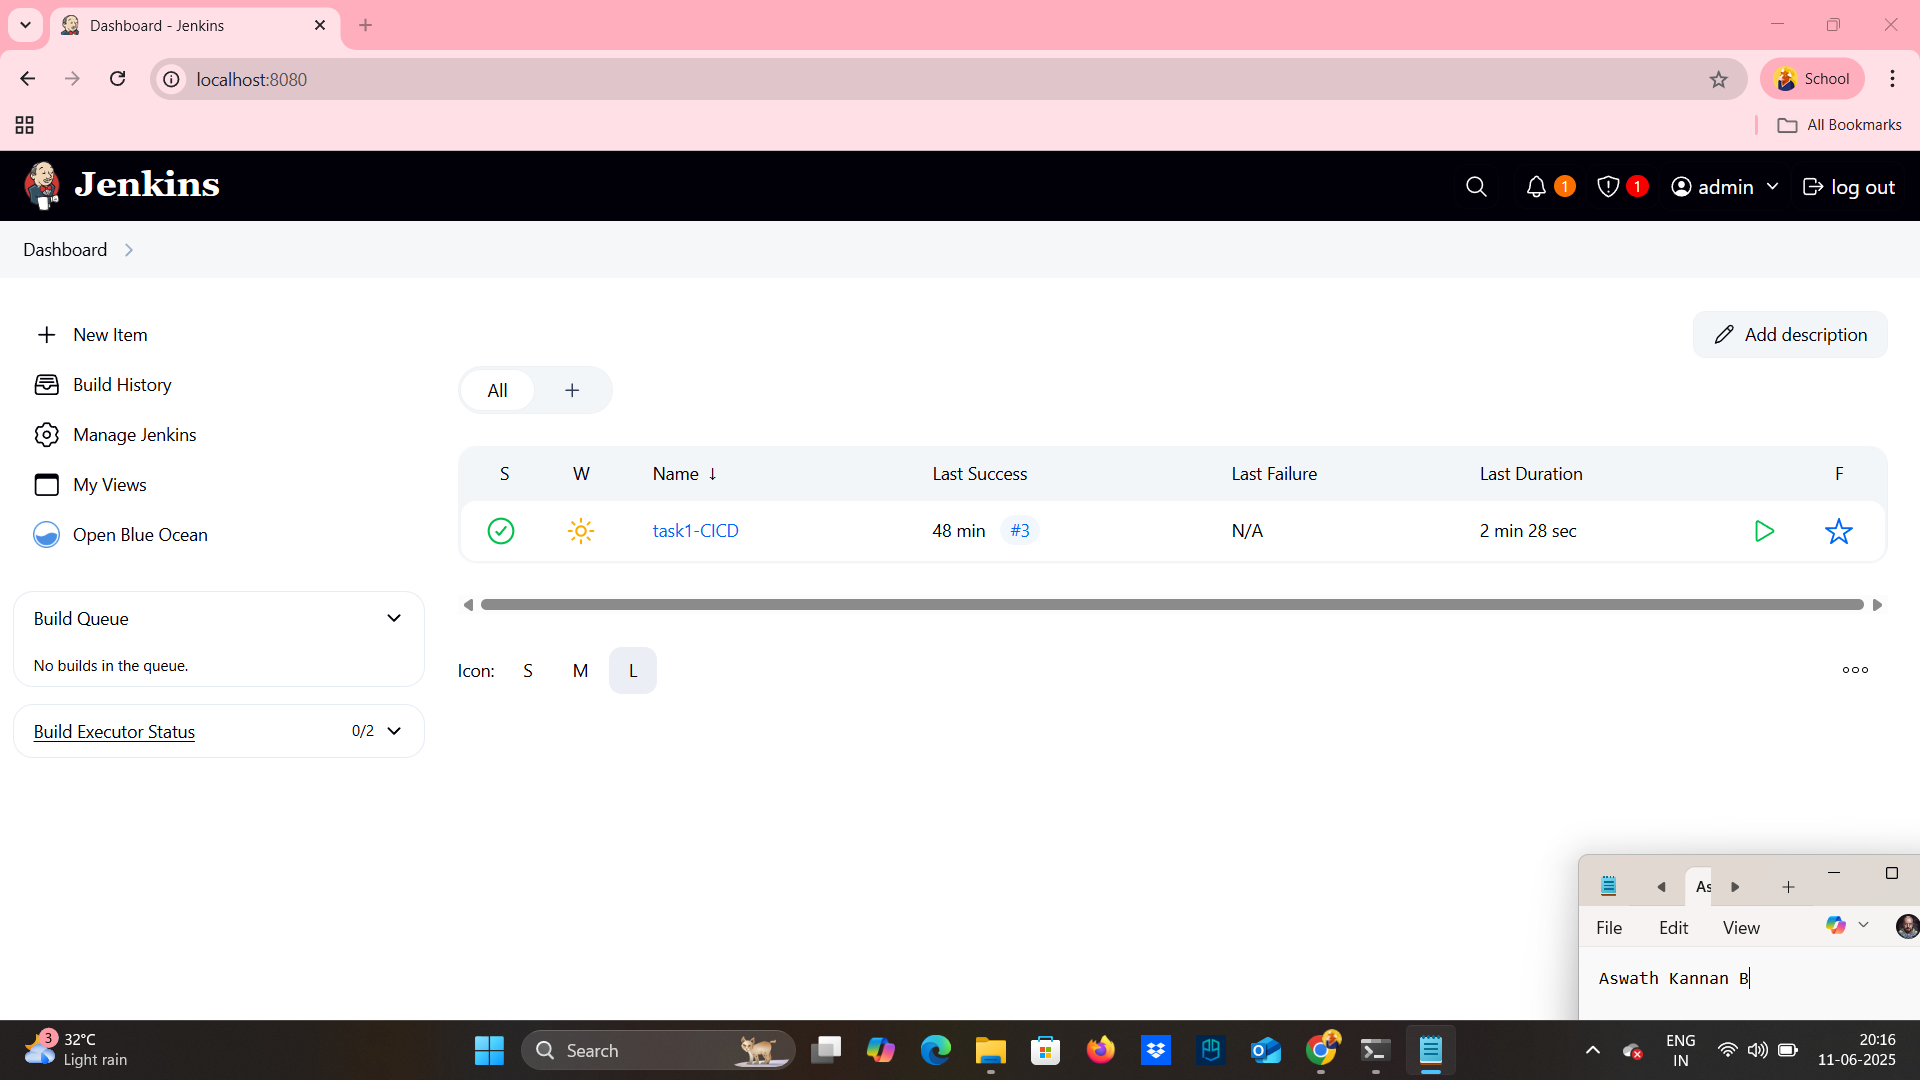 Dashboard - Jenkins
localhost:8080
School
All Bookmarks
Jenkins
1
1
admin
log out
Dashboard
New Item
Add description
Build History
All
+
Manage Jenkins
My Views
Open Blue Ocean
S W Name ↓ Last Success Last Failure Last Duration F
task1-CICD 48 min #3 N/A 2 min 28 sec
Build Queue
No builds in the queue.
Icon: S M L
Build Executor Status 0/2
As
File Edit View
Aswath Kannan B
3
32°C
Light rain
Search
ENG
IN
20:16
11-06-2025